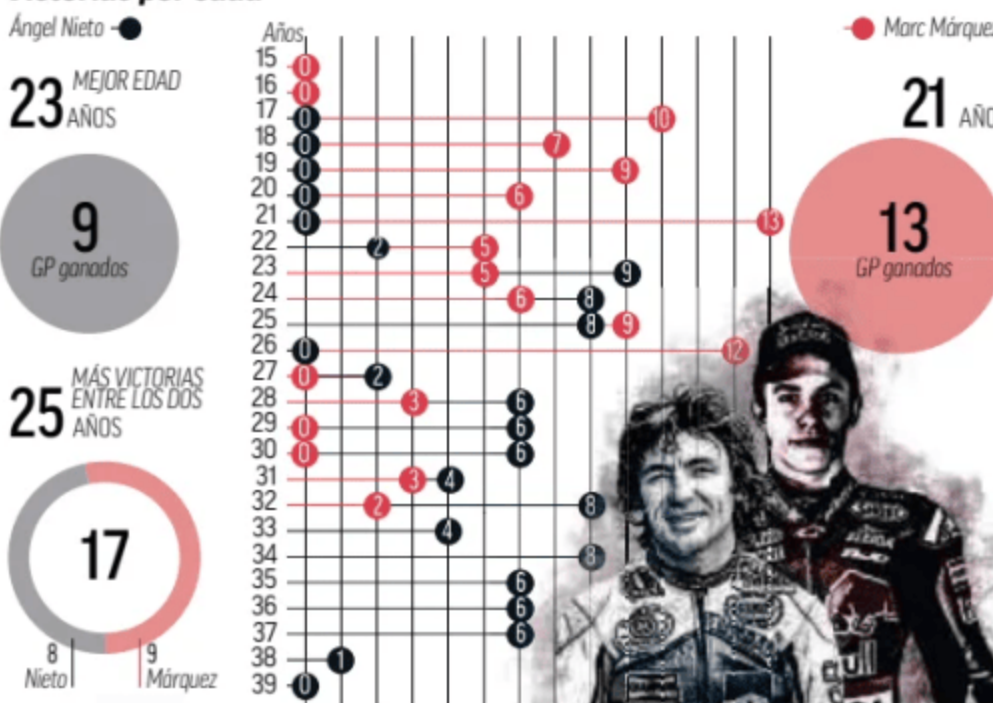 Ángel Nieto
Marc Márquez
23 MEJOR EDAD
AÑOS
9
GP ganados
25 MÁS VICTORIAS
ENTRE LOS DOS
AÑOS
17
8
Nieto
9
Márquez
Años
15 0
16 0
17 0 10
18 0 7
19 0 9
20 0 6
21 0 13
22 2 5
23 5 9
24 6 8
25 8 9
26 0 12
27 0 2
28 3 6
29 0 6
30 0 6
31 3 4
32 2 8
33 4
34 8
35 6
36 6
37 6
38 1
39 0
21 AÑO
13
GP ganados